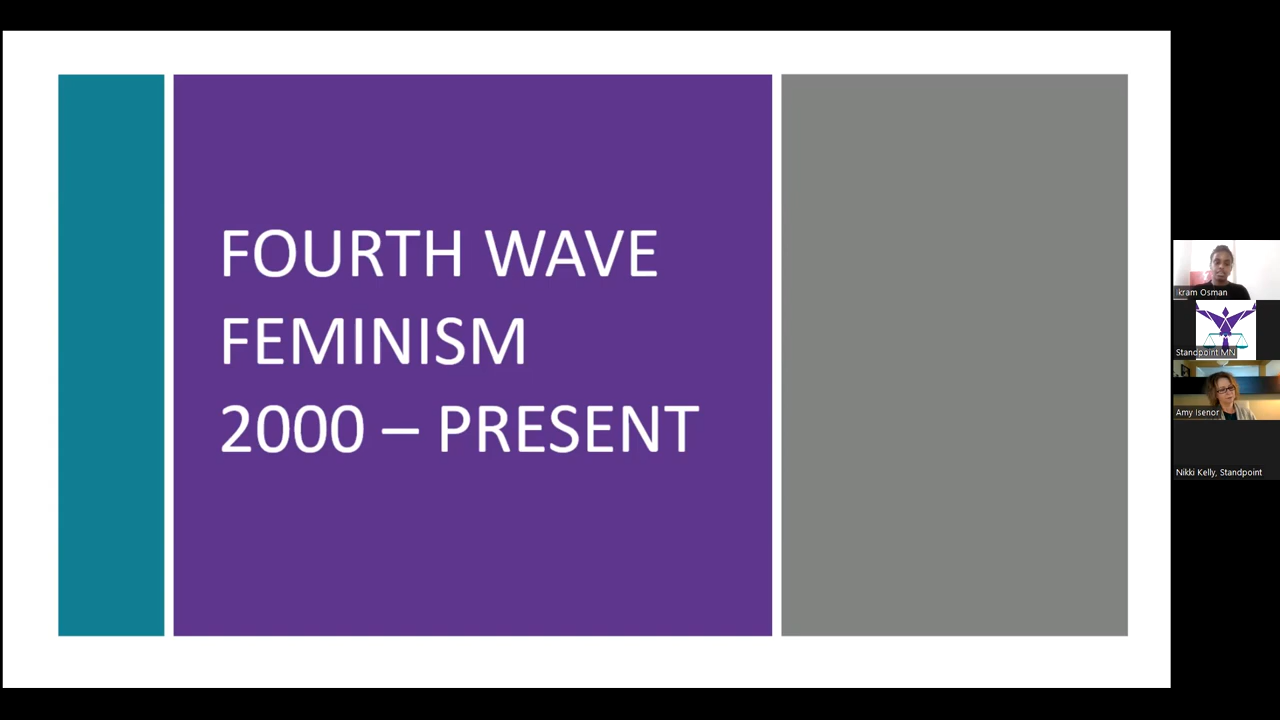 FOURTH WAVE
FEMINISM
2000 – PRESENT
kram Osman
Standpoint MN
Amy Isenor
Nikki Kelly, Standpoint